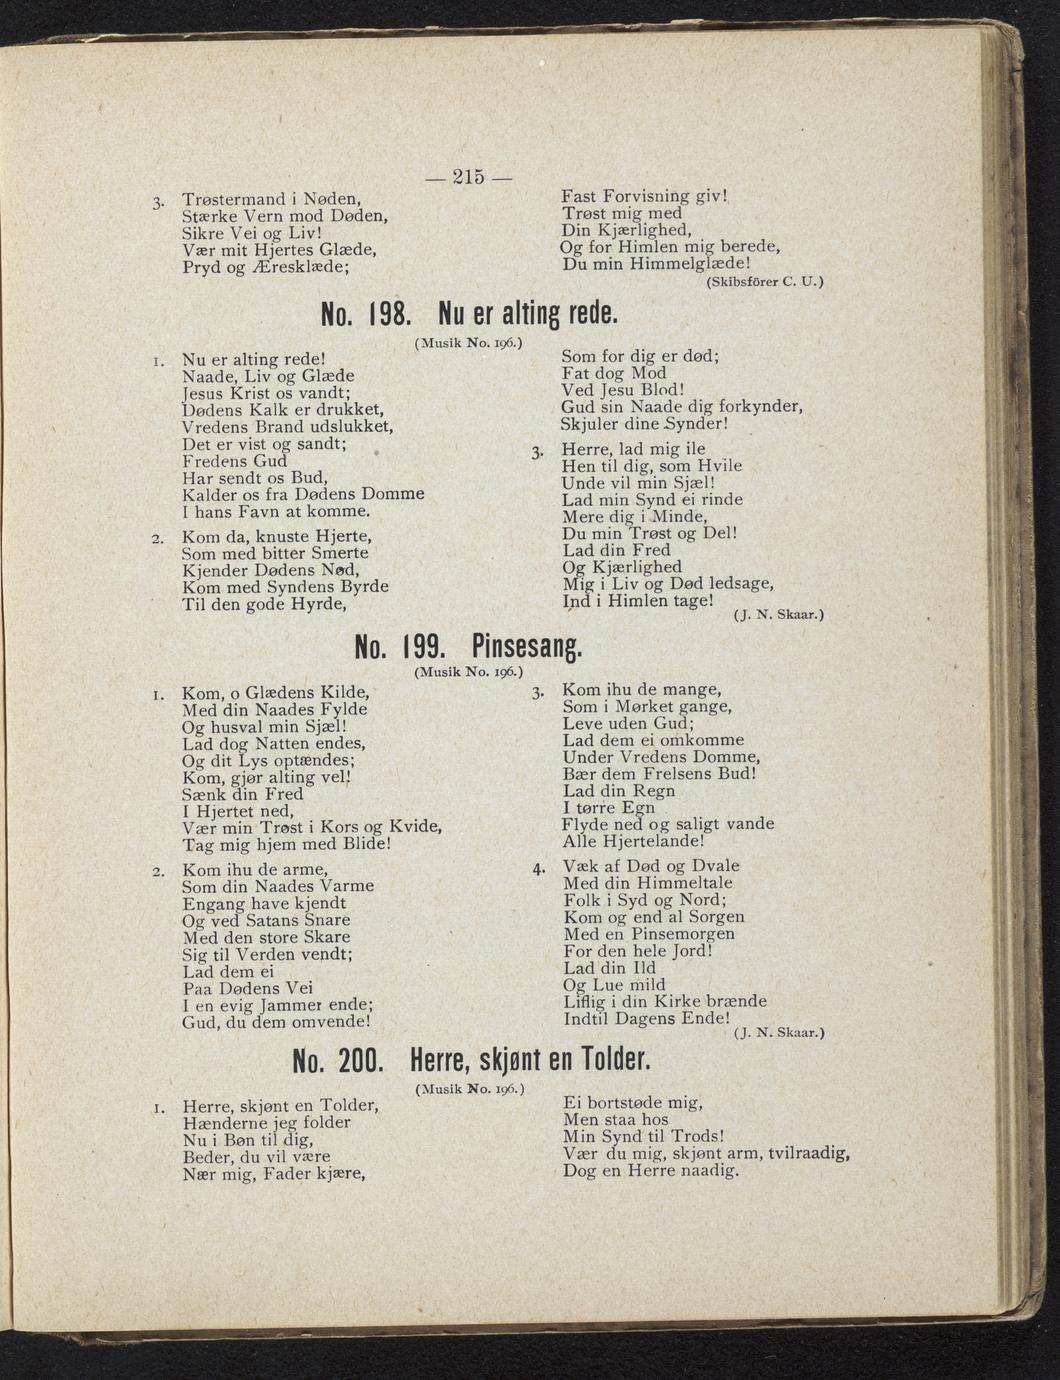 — 215 —
3. Trøstermand i Nøden,
Stærke Vern mod Døden,
Sikre Vei og Liv!
Vær mit Hjertes Glæde,
Pryd og Æresklæde;
Fast Forvisning giv!
Trøst mig med
Din Kjærlighed,
Og for Himlen mig berede,
Du min Himmelglæde!
(Skibsförer C. U.)
No. 198. Nu er alting rede.
(Musik No. 196.)
1. Nu er alting rede!
Naade, Liv og Glæde
Jesus Krist os vandt;
Dødens Kalk er drukket,
Vredens Brand udslukket,
Det er vist og sandt;
Fredens Gud
Har sendt os Bud,
Kalder os fra Dødens Domme
I hans Favn at komme.
2. Kom da, knuste Hjerte,
Som med bitter Smerte
Kjender Dødens Nød,
Kom med Syndens Byrde
Til den gode Hyrde,
Som for dig er død;
Fat dog Mod
Ved Jesu Blod!
Gud sin Naade dig forkynder,
Skjuler dine Synder!
3. Herre, lad mig ile
Hen til dig, som Hvile
Unde vil min Sjæl!
Lad min Synd ei rinde
Mere dig i Minde,
Du min Trøst og Del!
Lad din Fred
Og Kjærlighed
Mig i Liv og Død ledsage,
Ind i Himlen tage!
(J. N. Skaar.)
No. 199. Pinsesang.
(Musik No. 196.)
1. Kom, o Glædens Kilde,
Med din Naades Fylde
Og husval min Sjæl!
Lad dog Natten endes,
Og dit Lys optændes;
Kom, gjør alting vel!
Sænk din Fred
I Hjertet ned,
Vær min Trøst i Kors og Kvide,
Tag mig hjem med Blide!
2. Kom ihu de arme,
Som din Naades Varme
Engang have kjendt
Og ved Satans Snare
Med den store Skare
Sig til Verden vendt;
Lad dem ei
Paa Dødens Vei
I en evig Jammer ende;
Gud, du dem omvende!
3. Kom ihu de mange,
Som i Mørket gange,
Leve uden Gud;
Lad dem ei omkomme
Under Vredens Domme,
Bær dem Frelsens Bud!
Lad din Regn
I tørre Egn
Flyde ned og saligt vande
Alle Hjertelande!
4. Væk af Død og Dvale
Med din Himmeltale
Folk i Syd og Nord;
Kom og end al Sorgen
Med en Pinsemorgen
For den hele Jord!
Lad din Ild
Og Lue mild
Liflig i din Kirke brænde
Indtil Dagens Ende!
(J. N. Skaar.)
No. 200. Herre, skjønt en Tolder.
(Musik No. 196.)
1. Herre, skjønt en Tolder,
Hænderne jeg folder
Nu i Bøn til dig,
Beder, du vil være
Nær mig, Fader kjære,
Ei bortstøde mig,
Men staa hos
Min Synd til Trods!
Vær du mig, skjønt arm, tvilraadig,
Dog en Herre naadig.